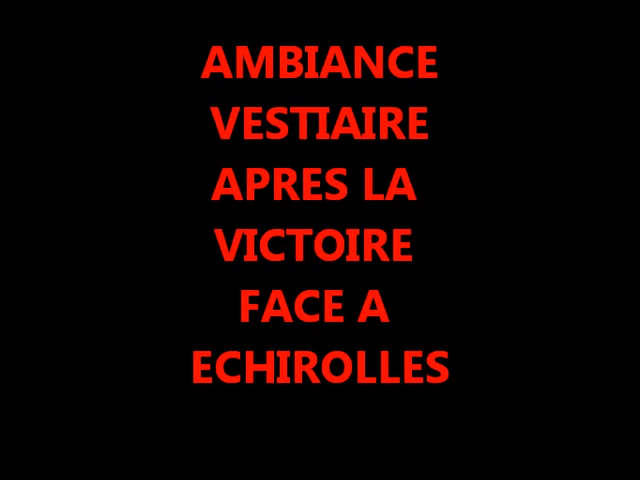 AMBIANCE
VESTIAIRE
APRES LA
VICTOIRE
FACE A
ECHIROLLES